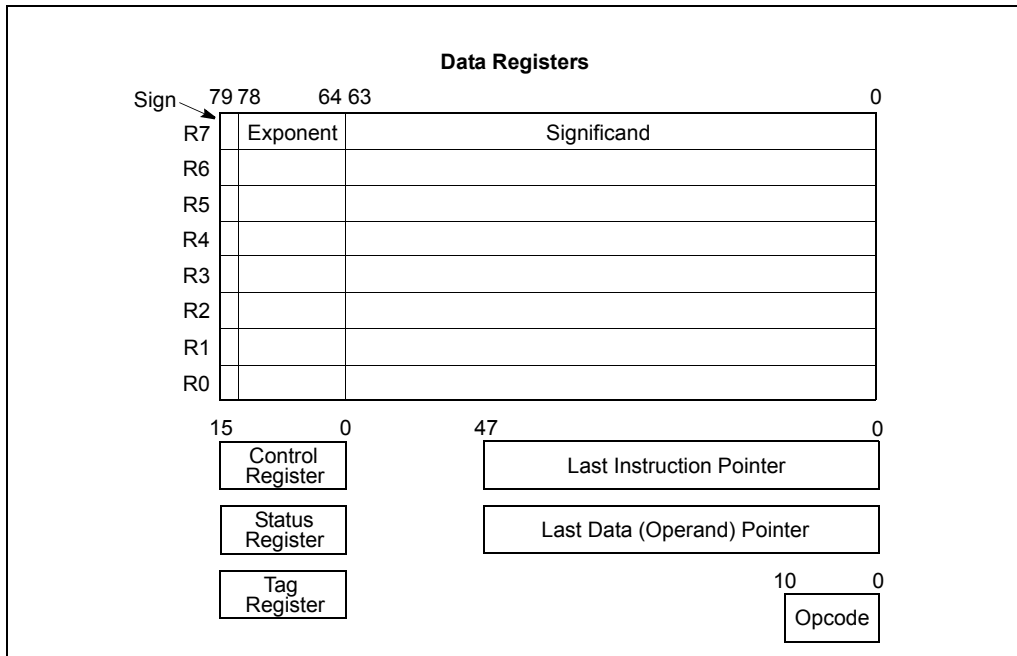 Data Registers
Sign 79 78 64 63 0
R7 Exponent Significand
R6
R5
R4
R3
R2
R1
R0
15 0 47 0
Control
Register
Last Instruction Pointer
Status
Register
Last Data (Operand) Pointer
Tag
Register
10 0
Opcode